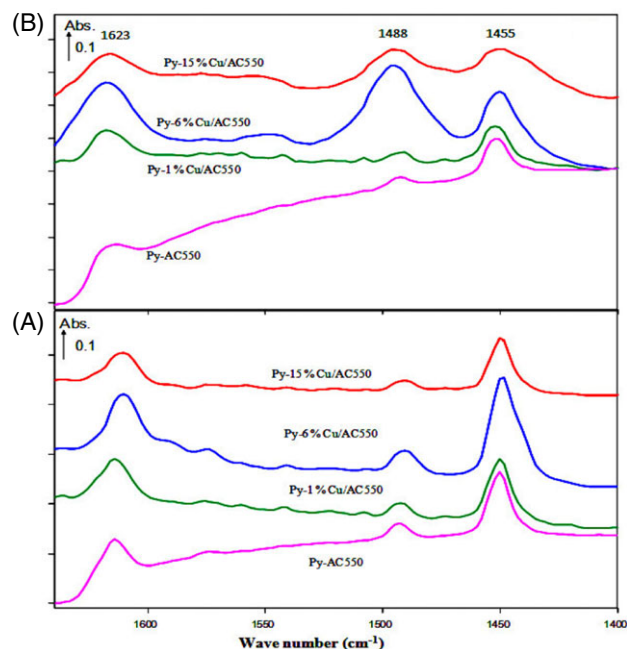 (B)
Abs.
0.1
1623
1488
1455
Py-15%Cu/AC550
Py-6%Cu/AC550
Py-1%Cu/AC550
Py-AC550
(A)
Abs.
0.1
Py-15%Cu/AC550
Py-6%Cu/AC550
Py-1%Cu/AC550
Py-AC550
1600
1550
1500
1450
1400
Wave number (cm⁻¹)